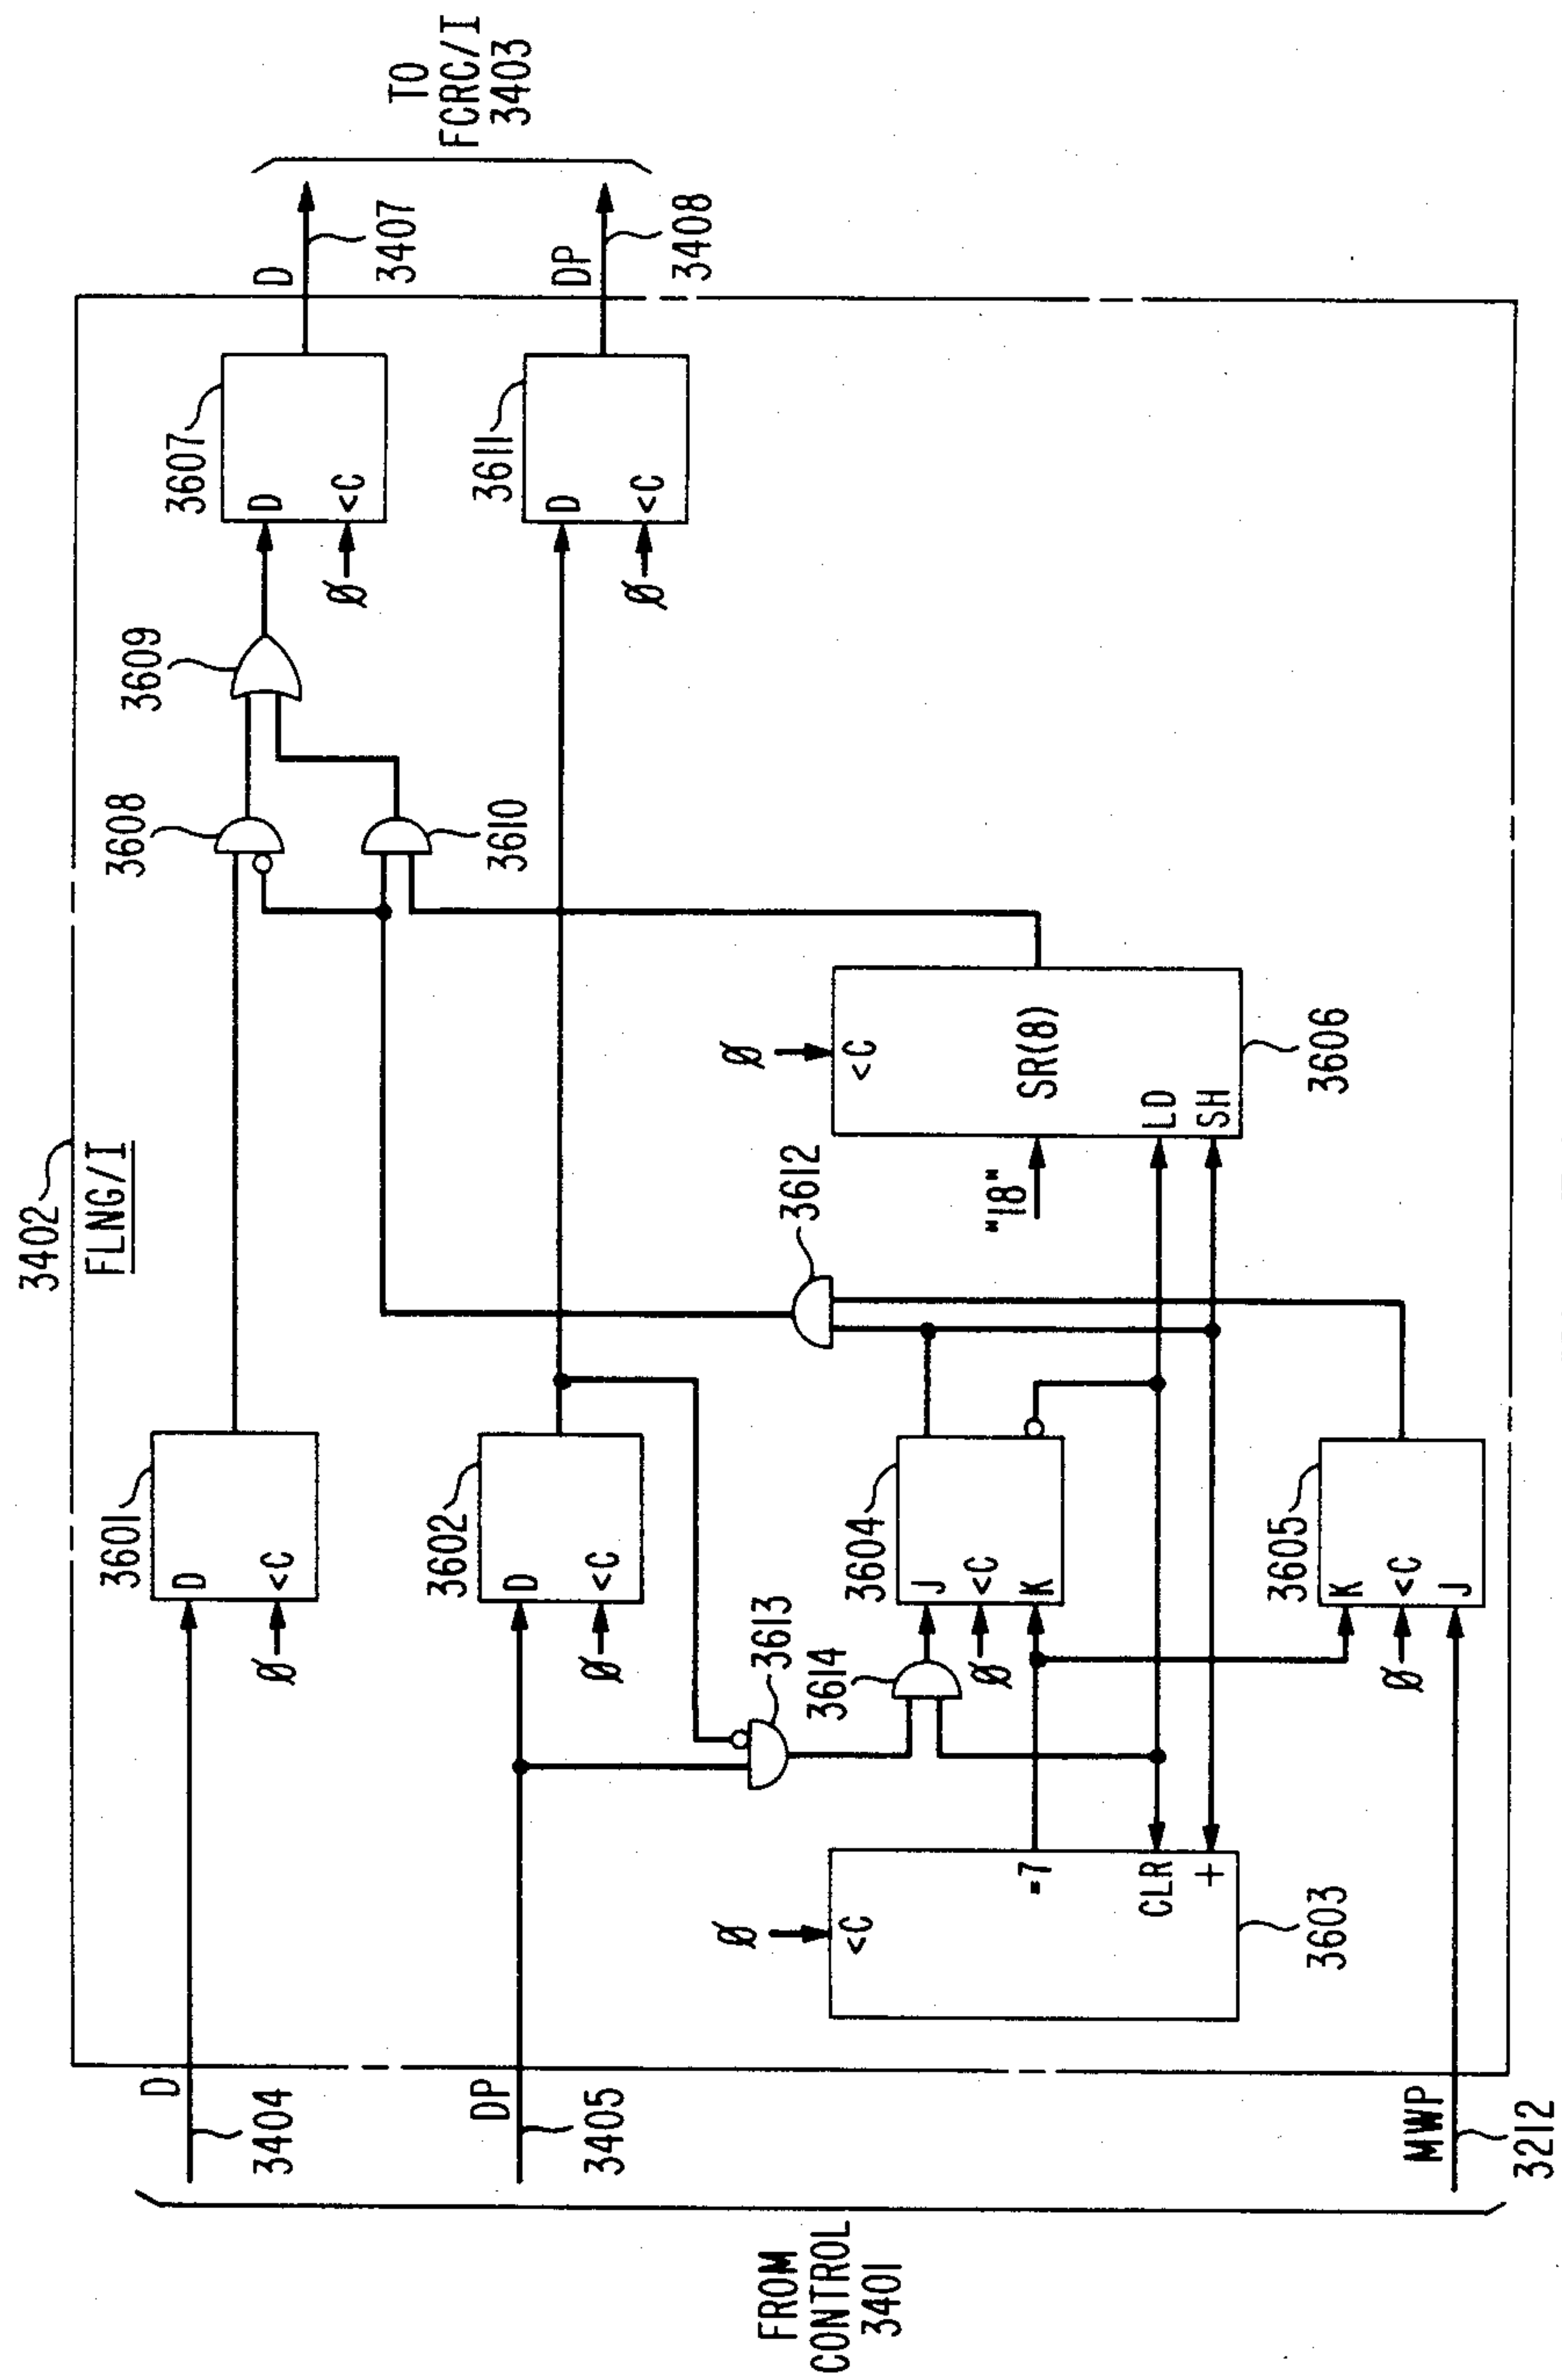 3402
FLNG/I
FROM
CONTROL
3401
D
3404
DP
3405
MWP
3212
3601
D
<C
Ø
3602
D
<C
Ø
3613
3614
3604
J
<C
K
Ø
3605
K
<C
J
Ø
3603
Ø
<C
=7
CLR
+
3612
"18"
3606
Ø
<C
SR(8)
LD
SH
3608
3610
3609
3607
D
<C
Ø
3611
D
<C
Ø
D
3407
DP
3408
TO
FCRC/I
3403